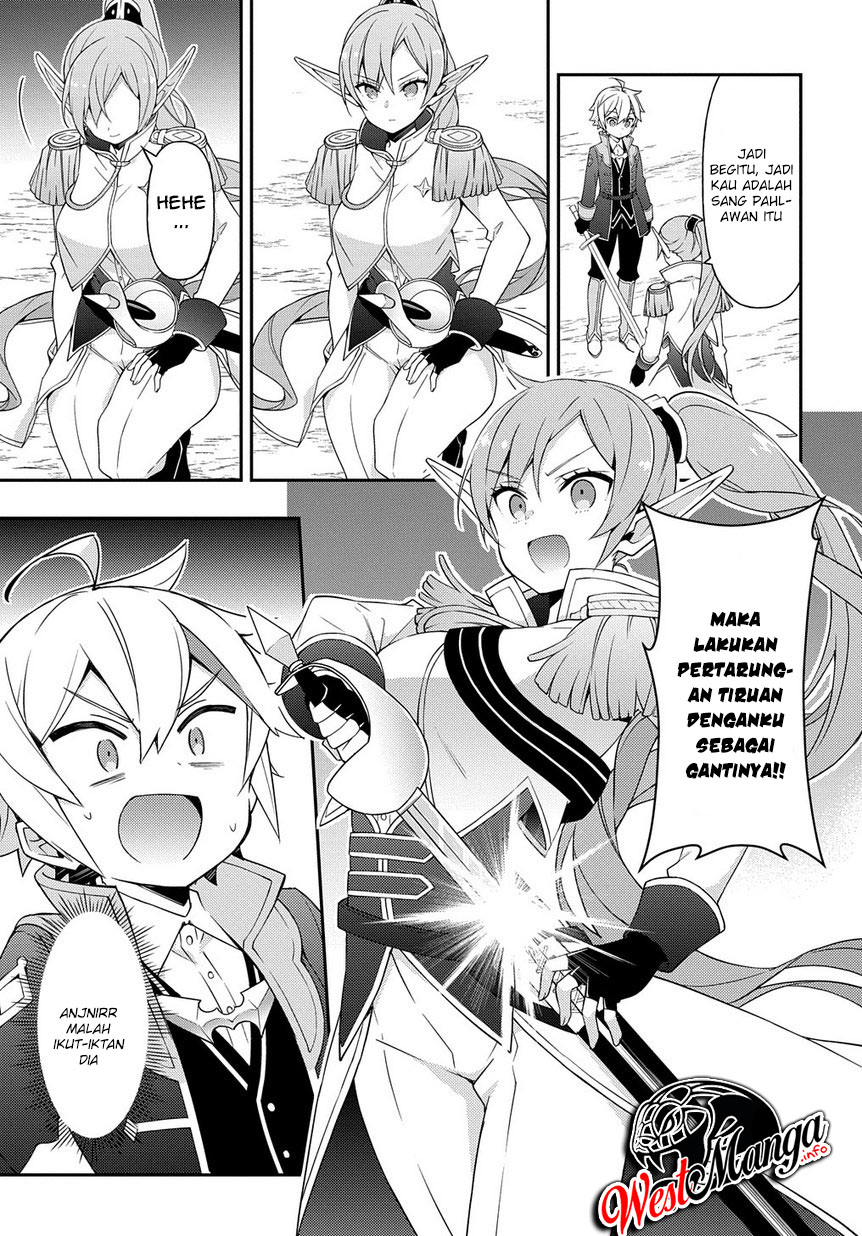 JADI
BEGITU, JADI
KAU ADALAH
SANG PAHL-
AWAN ITU
HEHE
...
MAKA
LAKUKAN
PERTARUNG-
AN TIRUAN
PENGANKU
SEBAGAI
GANTINYA!!
ANJNIRR
MALAH
IKUT-IKTAN
DIA
WestManga
.info